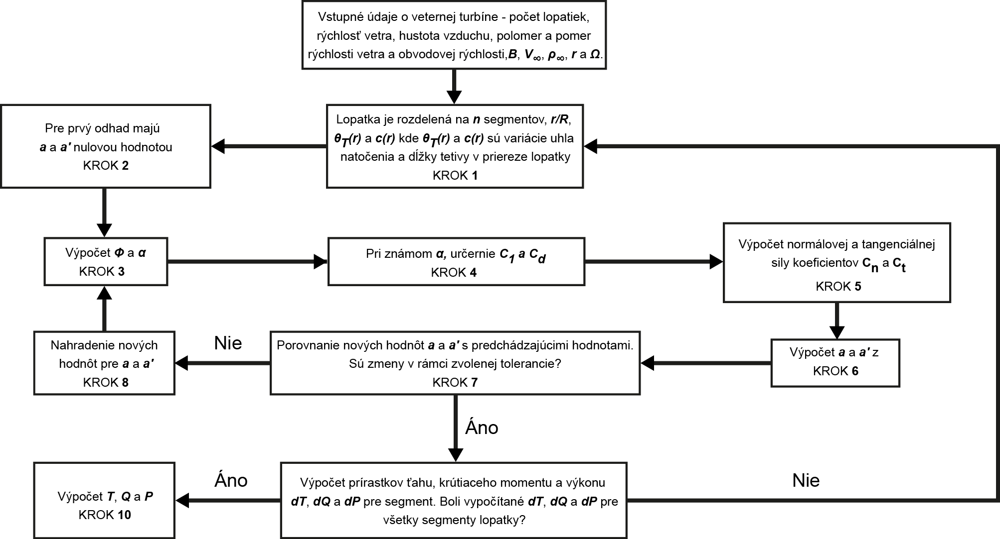 Vstupné údaje o veternej turbíne - počet lopatiek,
rýchlosť vetra, hustota vzduchu, polomer a pomer
rýchlosti vetra a obvodovej rýchlosti,B, V∞, ρ∞, r a Ω.
Lopatka je rozdelená na n segmentov, r/R,
θT(r) a c(r) kde θT(r) a c(r) sú variácie uhla
natočenia a dĺžky tetivy v priereze lopatky
KROK 1
Pre prvý odhad majú
a a a' nulovou hodnotou
KROK 2
Výpočet Φ a α
KROK 3
Pri známom α, určernie C1 a Cd
KROK 4
Výpočet normálovej a tangenciálnej
sily koeficientov Cn a Ct
KROK 5
Výpočet a a a' z
KROK 6
Porovnanie nových hodnôt a a a' s predchádzajúcimi hodnotami.
Sú zmeny v rámci zvolenej tolerancie?
KROK 7
Nie
Nahradenie nových
hodnôt pre a a a'
KROK 8
Áno
Výpočet prírastkov ťahu, krútiaceho momentu a výkonu
dT, dQ a dP pre segment. Boli vypočítané dT, dQ a dP pre
všetky segmenty lopatky?
Nie
Áno
Výpočet T, Q a P
KROK 10